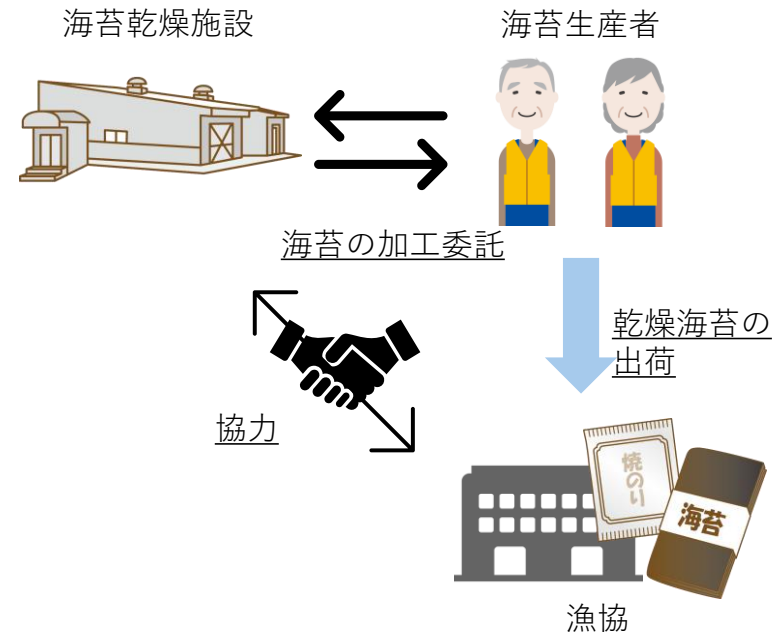 海苔乾燥施設
海苔生産者
海苔の加工委託
乾燥海苔の
出荷
協力
焼のり
海苔
漁協